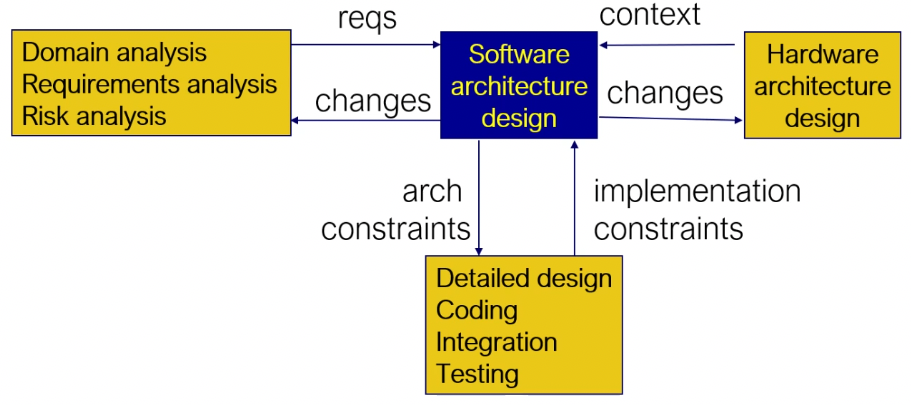 reqs
context
Domain analysis
Requirements analysis
Risk analysis
Software
architecture
design
Hardware
architecture
design
changes
changes
arch
constraints
implementation
constraints
Detailed design
Coding
Integration
Testing